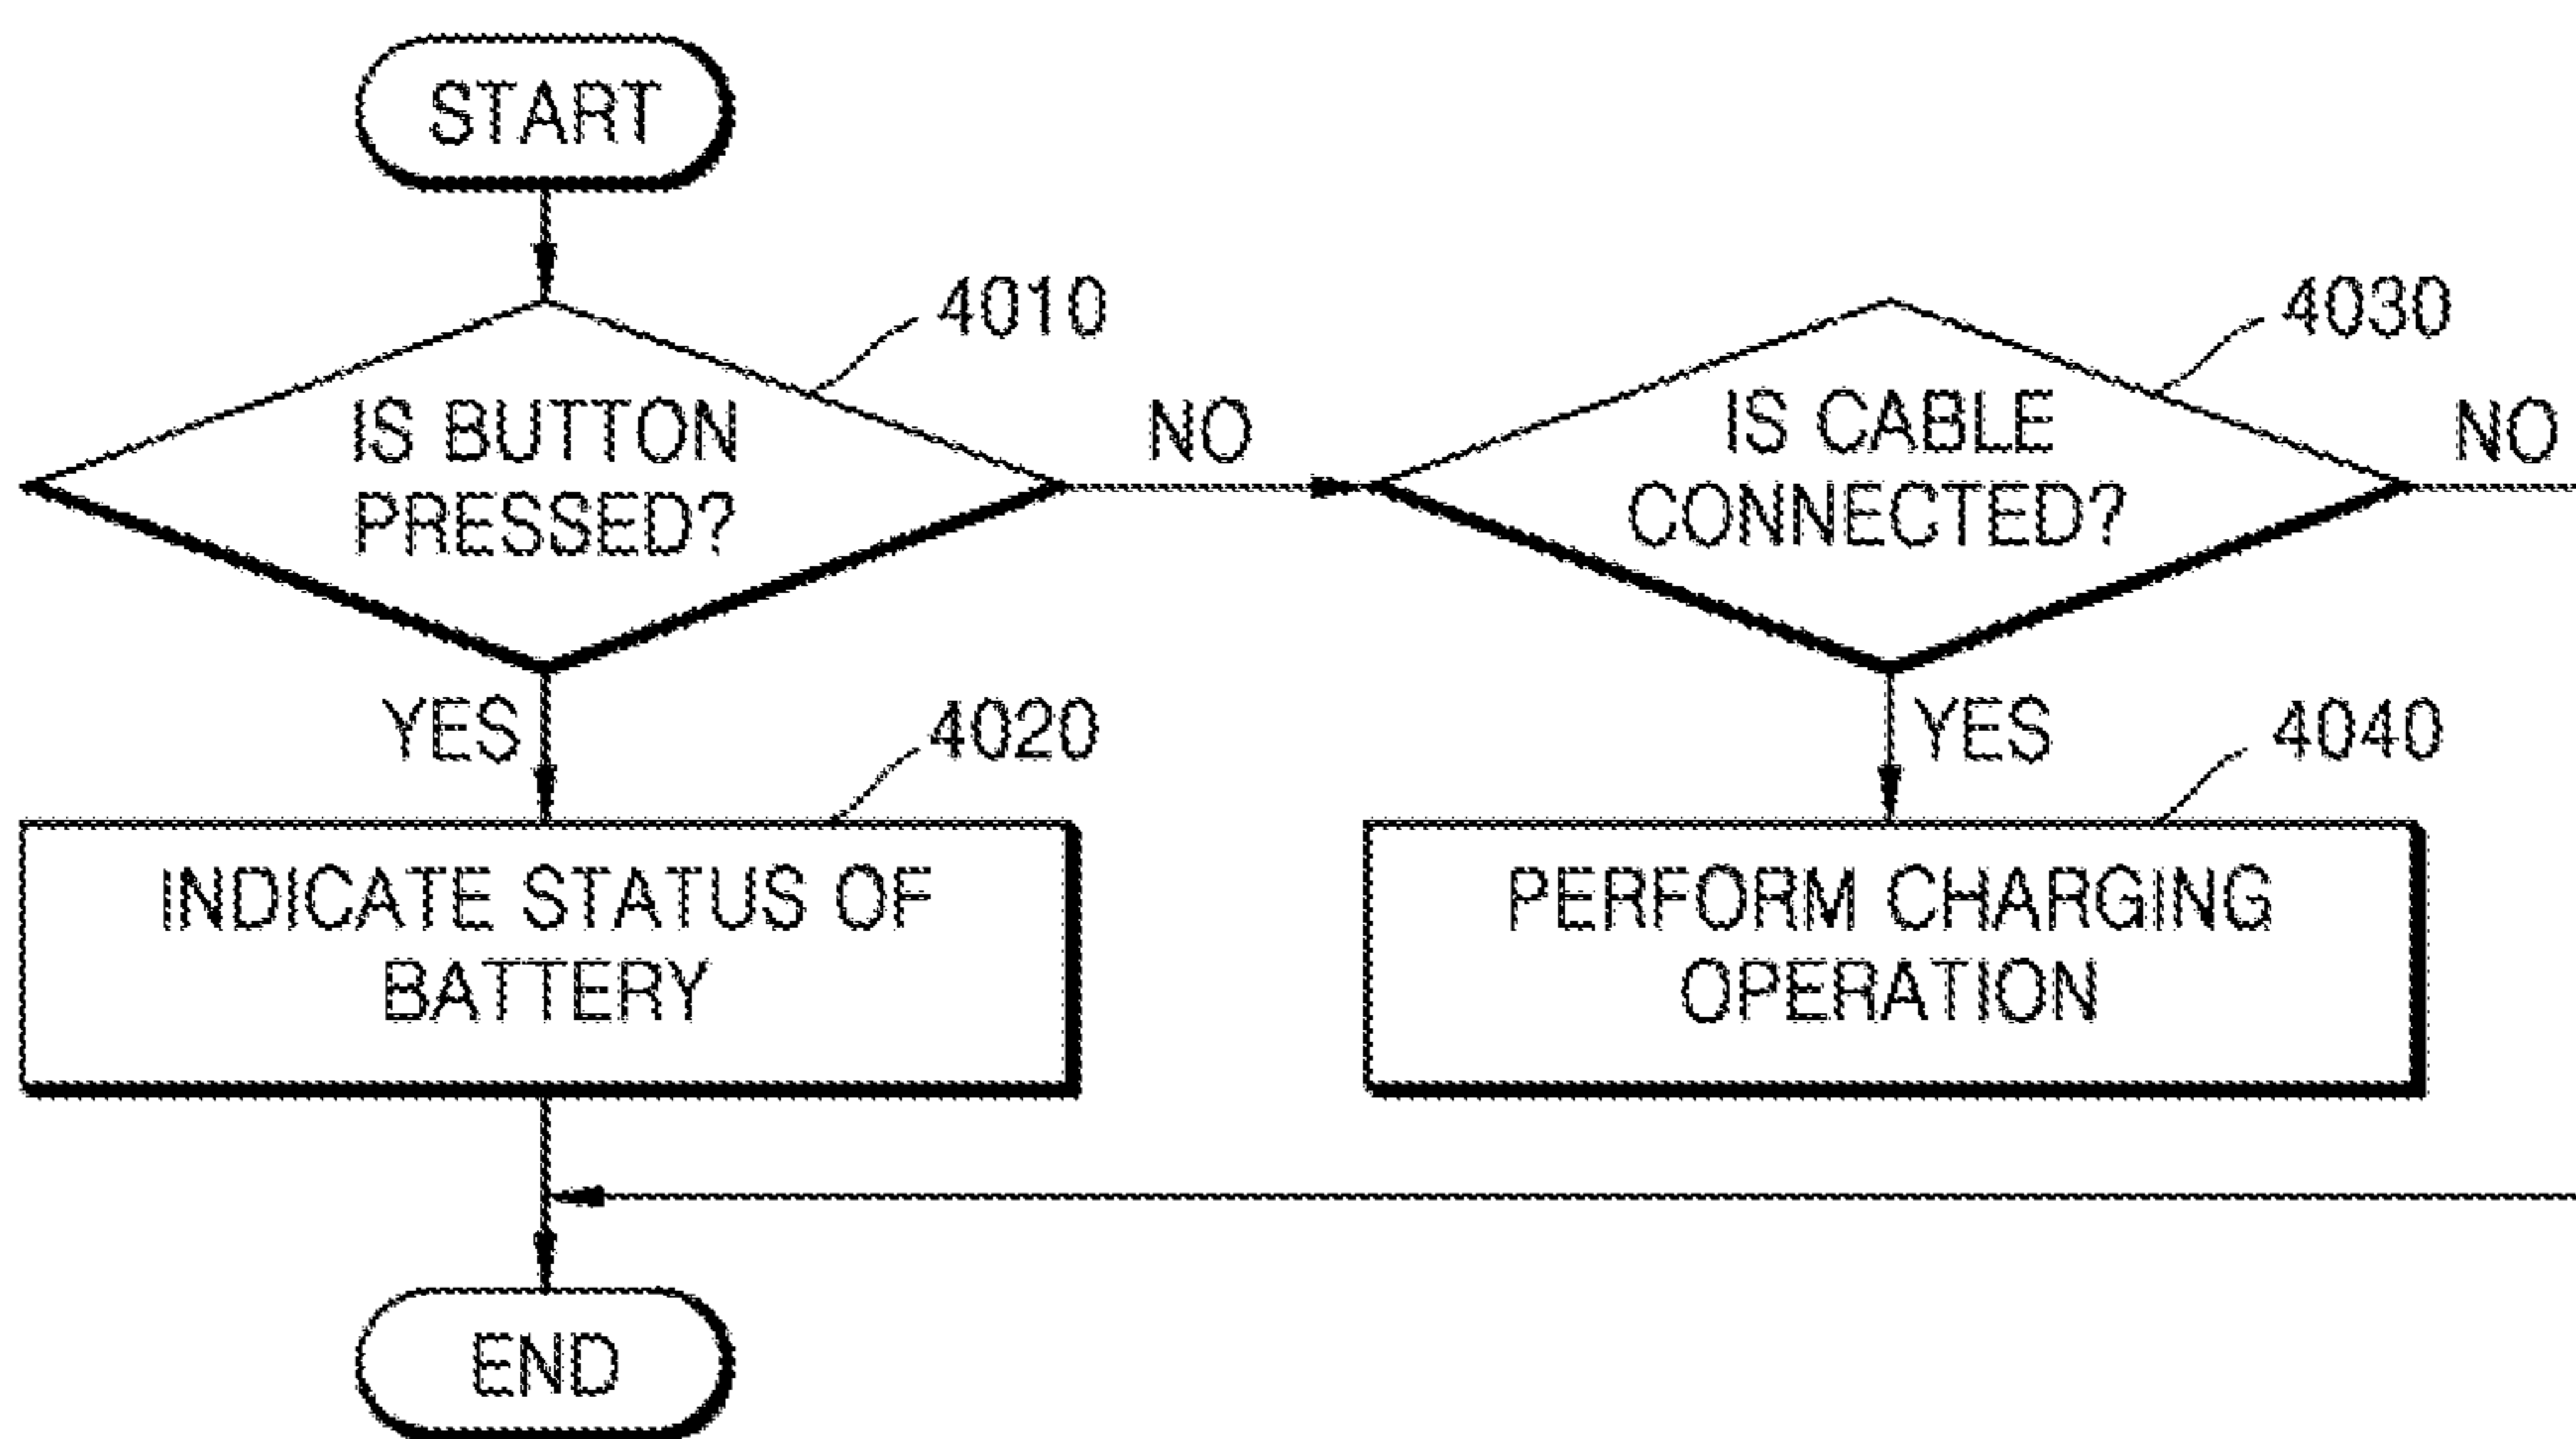 START
4010
IS BUTTON
PRESSED?
NO
4030
IS CABLE
CONNECTED?
NO
YES
4020
INDICATE STATUS OF
BATTERY
YES
4040
PERFORM CHARGING
OPERATION
END